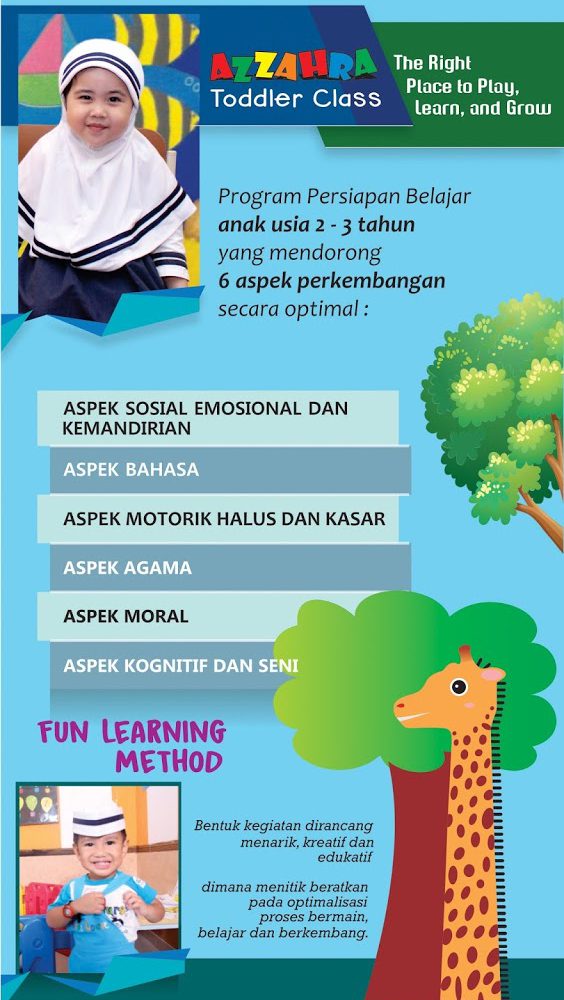 AZZAHRA
Toddler Class
The Right
Place to Play,
Learn, and Grow
Program Persiapan Belajar
anak usia 2 - 3 tahun
yang mendorong
6 aspek perkembangan
secara optimal :
ASPEK SOSIAL EMOSIONAL DAN
KEMANDIRIAN
ASPEK BAHASA
ASPEK MOTORIK HALUS DAN KASAR
ASPEK AGAMA
ASPEK MORAL
ASPEK KOGNITIF DAN SENI
FUN LEARNING
METHOD
Bentuk kegiatan dirancang
menarik, kreatif dan
edukatif
dimana menitik beratkan
pada optimalisasi
proses bermain,
belajar dan berkembang.